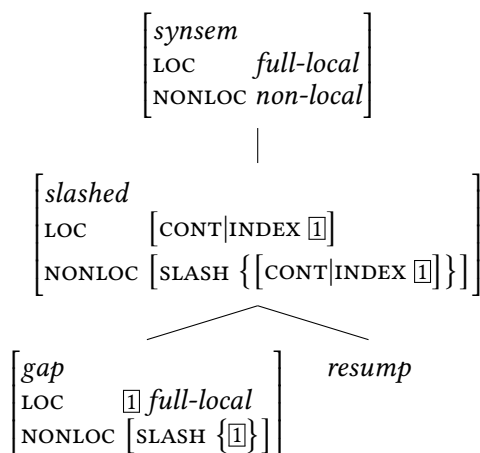 synsem
LOC full-local
NONLOC non-local
slashed
LOC [CONT|INDEX 1]
NONLOC [SLASH {[CONT|INDEX 1]}]
gap resump
LOC 1 full-local
NONLOC [SLASH {1}]